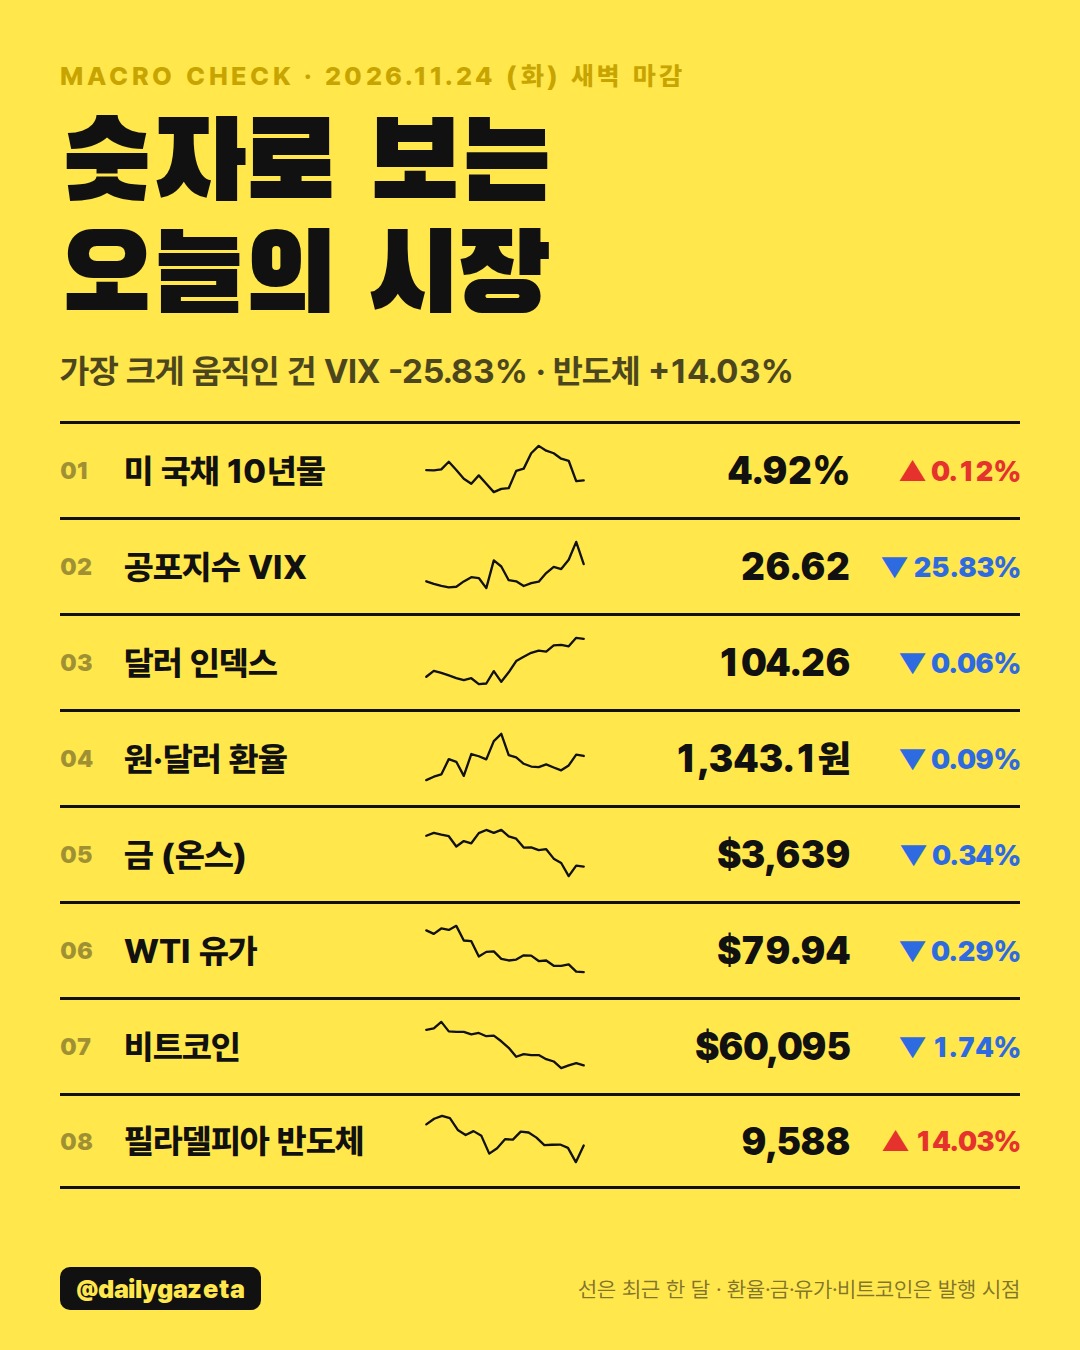 MACRO CHECK · 2026.11.24 (화) 새벽 마감
숫자로 보는
오늘의 시장
가장 크게 움직인 건 VIX -25.83% · 반도체 +14.03%
01 미 국채 10년물 4.92% ▲ 0.12%
02 공포지수 VIX 26.62 ▼ 25.83%
03 달러 인덱스 104.26 ▼ 0.06%
04 원·달러 환율 1,343.1원 ▼ 0.09%
05 금 (온스) $3,639 ▼ 0.34%
06 WTI 유가 $79.94 ▼ 0.29%
07 비트코인 $60,095 ▼ 1.74%
08 필라델피아 반도체 9,588 ▲ 14.03%
@dailygazeta 선은 최근 한 달 · 환율·금·유가·비트코인은 발행 시점